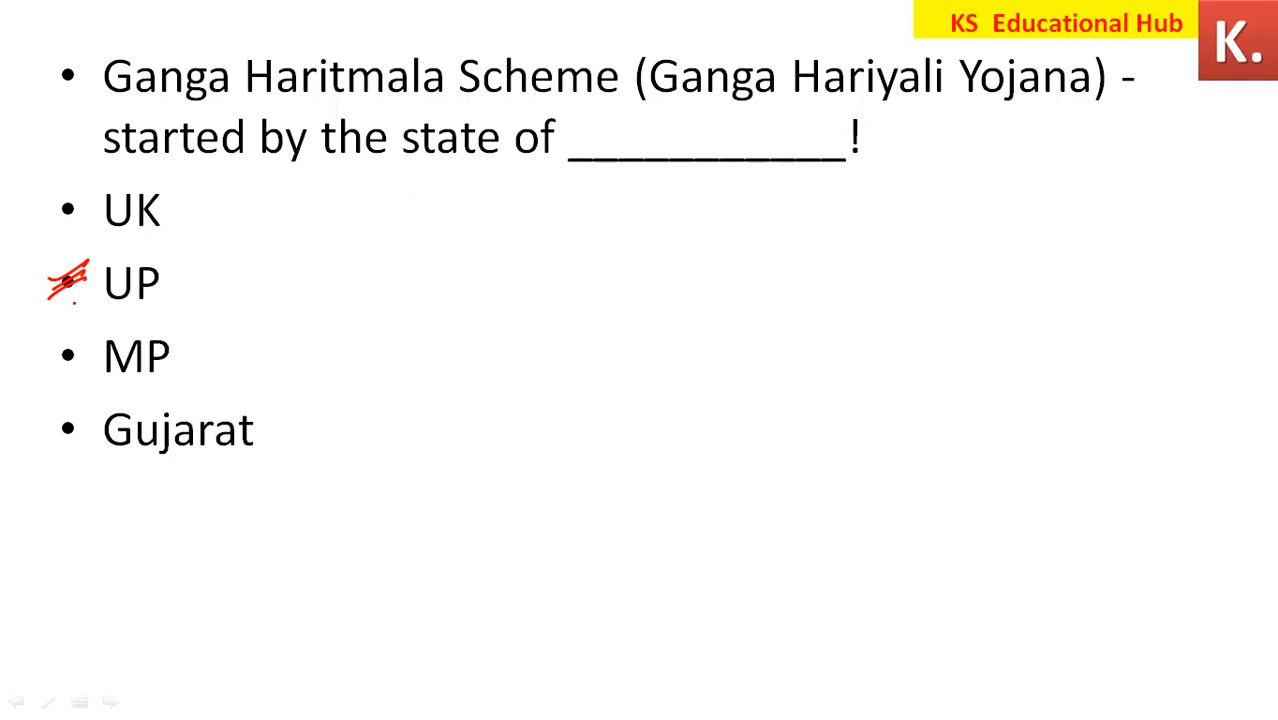 KS Educational Hub
K.
• Ganga Haritmala Scheme (Ganga Hariyali Yojana) -
started by the state of ___________!
• UK
• UP
• MP
• Gujarat